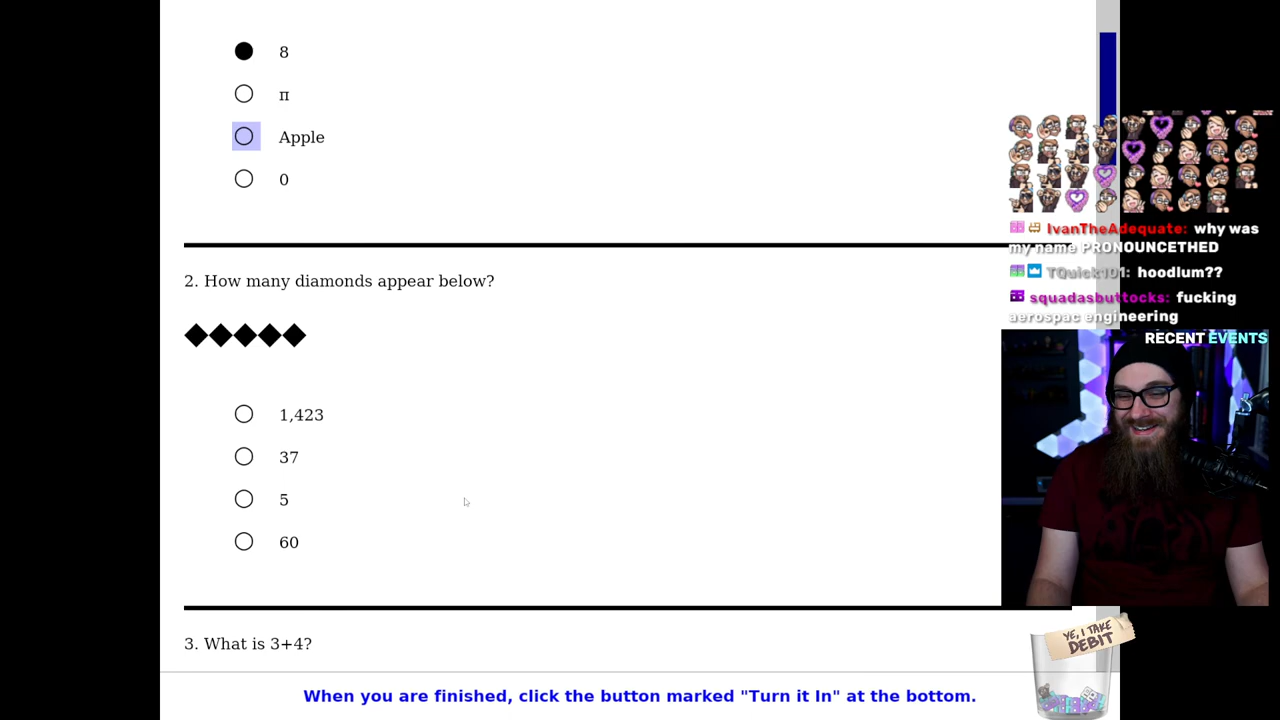 8
π
Apple
0
2. How many diamonds appear below?
1,423
37
5
60
3. What is 3+4?
When you are finished, click the button marked "Turn it In" at the bottom.
IvanTheAdequate: why was
my name PRONOUNCETHED
TQuick101: hoodlum??
squadasbuttocks: fucking
aerospac engineering
RECENT EVENTS
YE, I TAKE
DEBIT